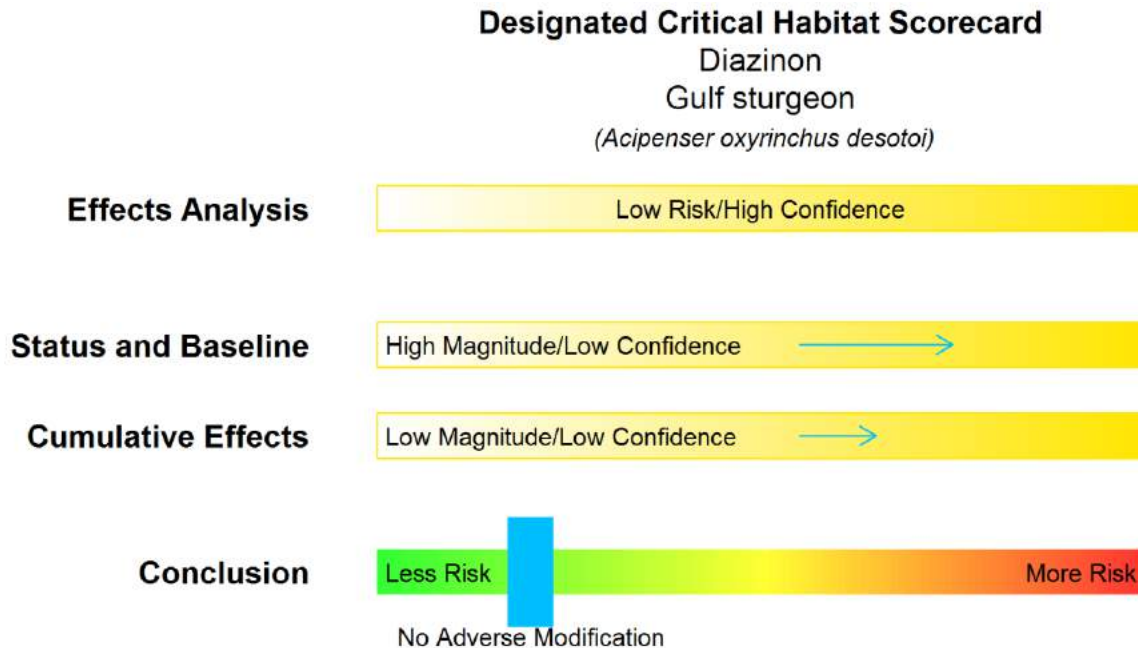 Designated Critical Habitat Scorecard
Diazinon
Gulf sturgeon
(Acipenser oxyrinchus desotoi)
Effects Analysis
Low Risk/High Confidence
Status and Baseline
High Magnitude/Low Confidence
Cumulative Effects
Low Magnitude/Low Confidence
Conclusion
Less Risk
More Risk
No Adverse Modification